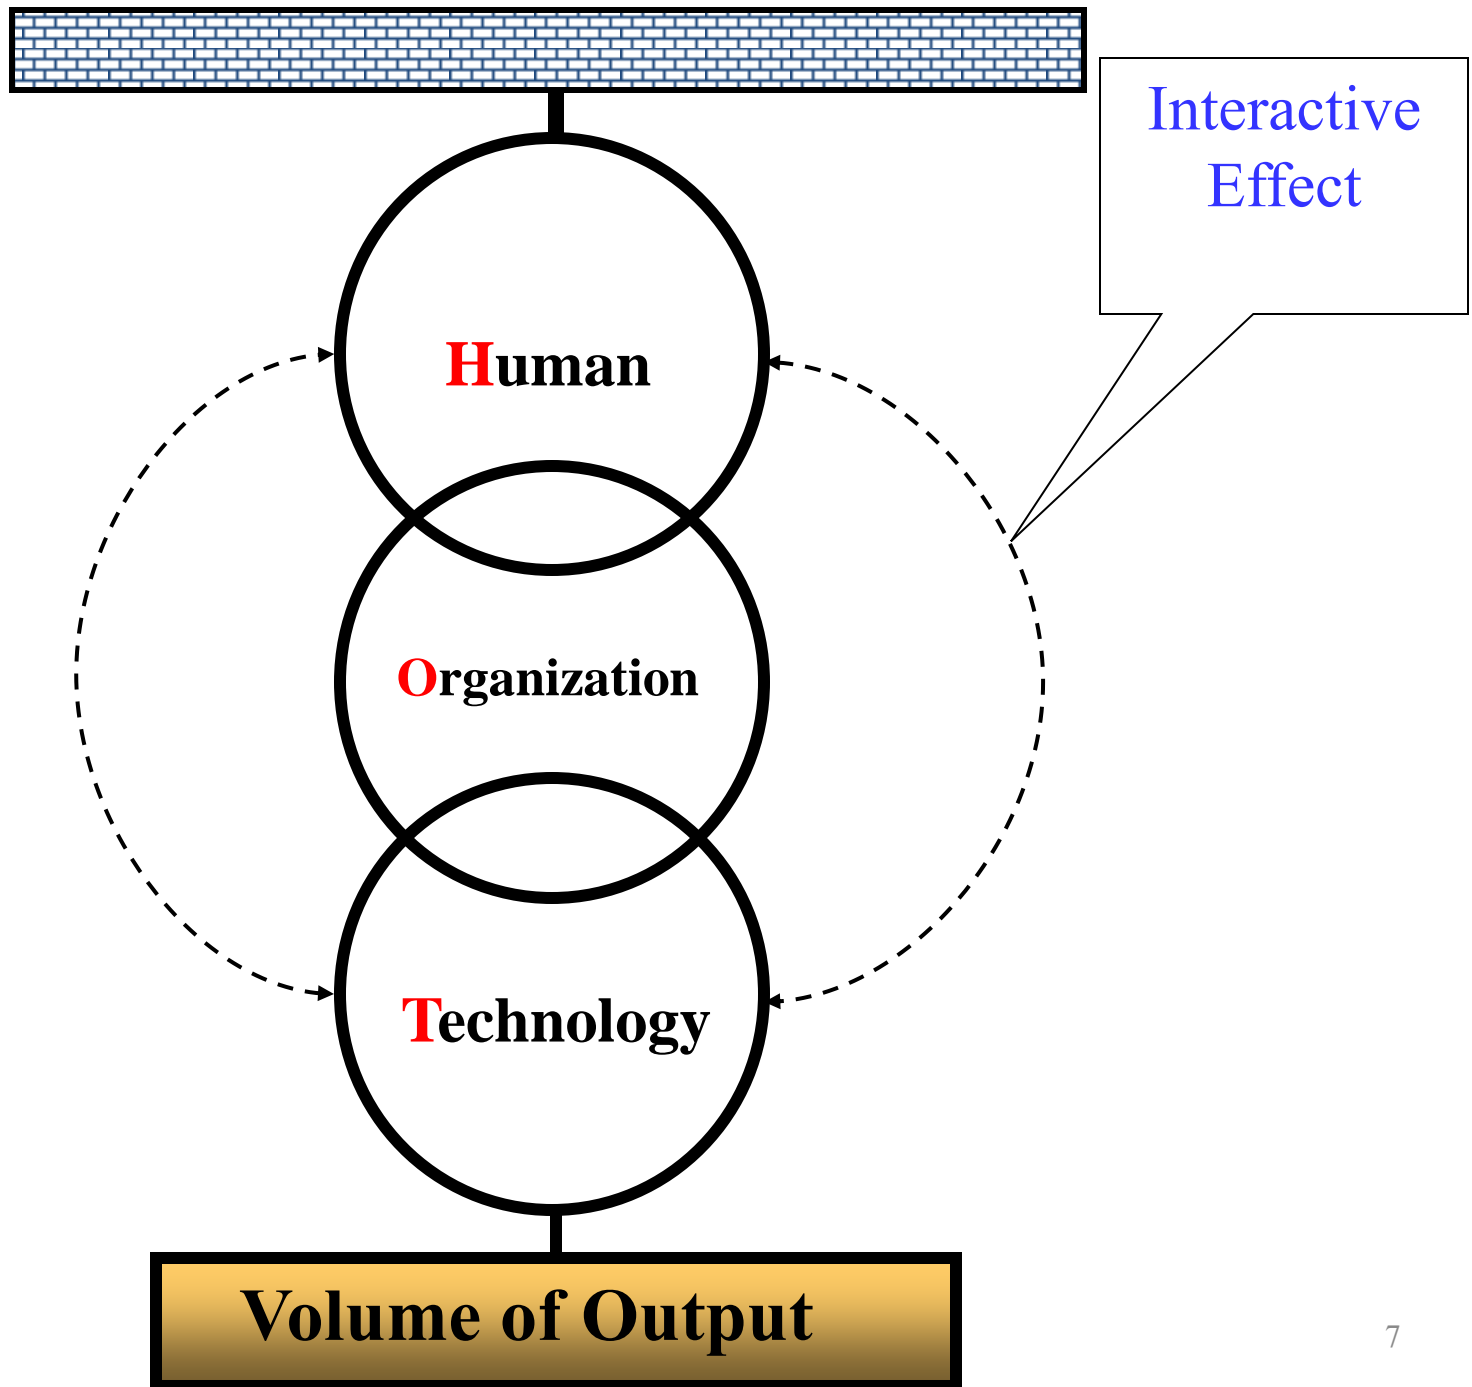 Interactive
Effect
Human
Organization
Technology
Volume of Output
7